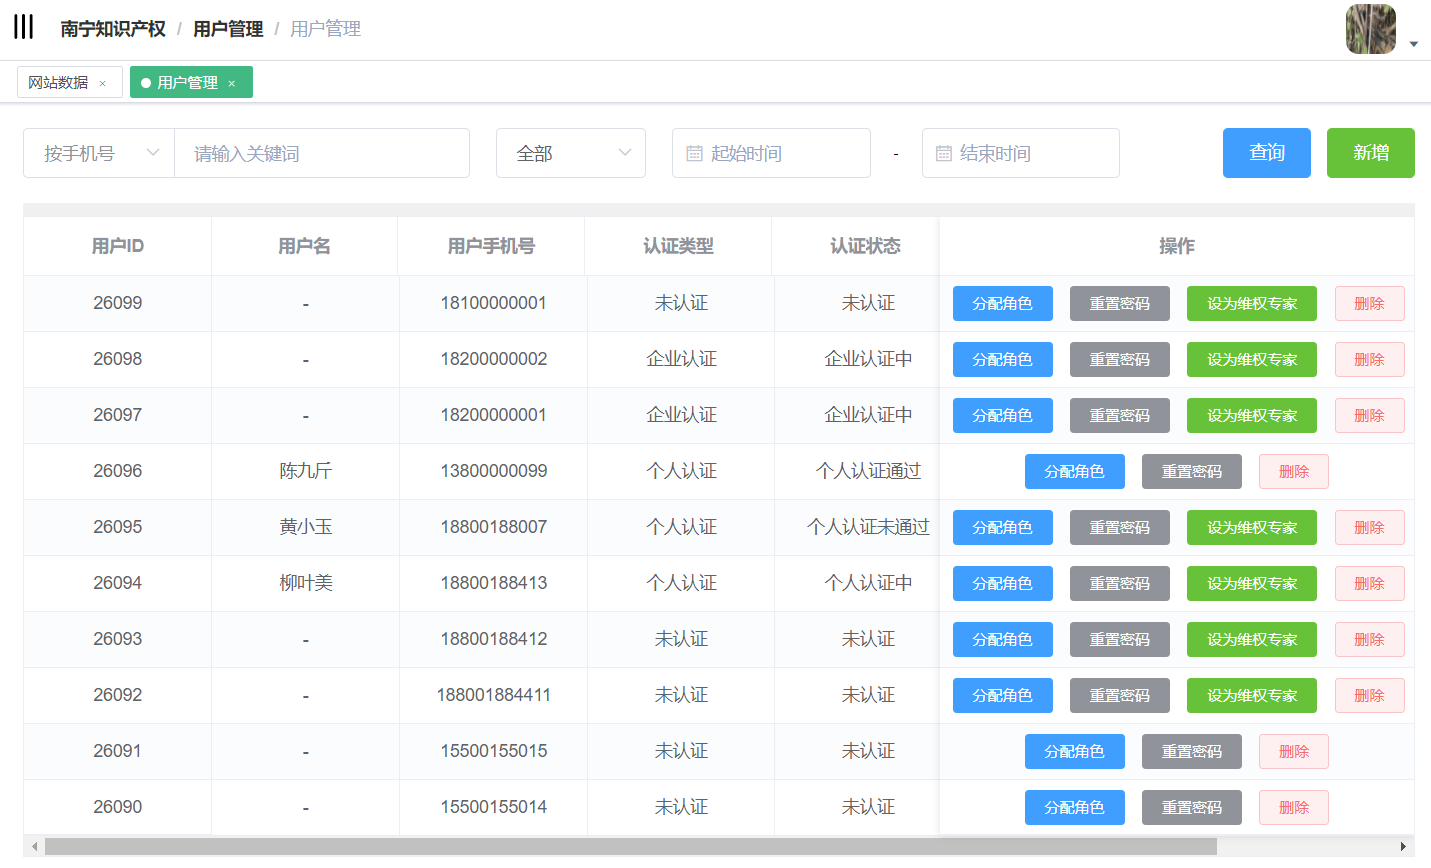 南宁知识产权 / 用户管理 / 用户管理
网站数据 × 用户管理 ×
按手机号 请输入关键词 全部 起始时间 - 结束时间 查询 新增
用户ID 用户名 用户手机号 认证类型 认证状态 操作
26099 - 18100000001 未认证 未认证 分配角色 重置密码 设为维权专家 删除
26098 - 18200000002 企业认证 企业认证中 分配角色 重置密码 设为维权专家 删除
26097 - 18200000001 企业认证 企业认证中 分配角色 重置密码 设为维权专家 删除
26096 陈九斤 13800000099 个人认证 个人认证通过 分配角色 重置密码 删除
26095 黄小玉 18800188007 个人认证 个人认证未通过 分配角色 重置密码 设为维权专家 删除
26094 柳叶美 18800188413 个人认证 个人认证中 分配角色 重置密码 设为维权专家 删除
26093 - 18800188412 未认证 未认证 分配角色 重置密码 设为维权专家 删除
26092 - 188001884411 未认证 未认证 分配角色 重置密码 设为维权专家 删除
26091 - 15500155015 未认证 未认证 分配角色 重置密码 删除
26090 - 15500155014 未认证 未认证 分配角色 重置密码 删除